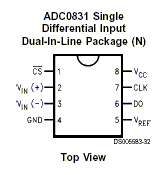 ADC0831 Single
Differential Input
Dual-In-Line Package (N)
CS 1 8 VCC
VIN (+) 2 7 CLK
VIN (−) 3 6 DO
GND 4 5 VREF
DS005583-32
Top View